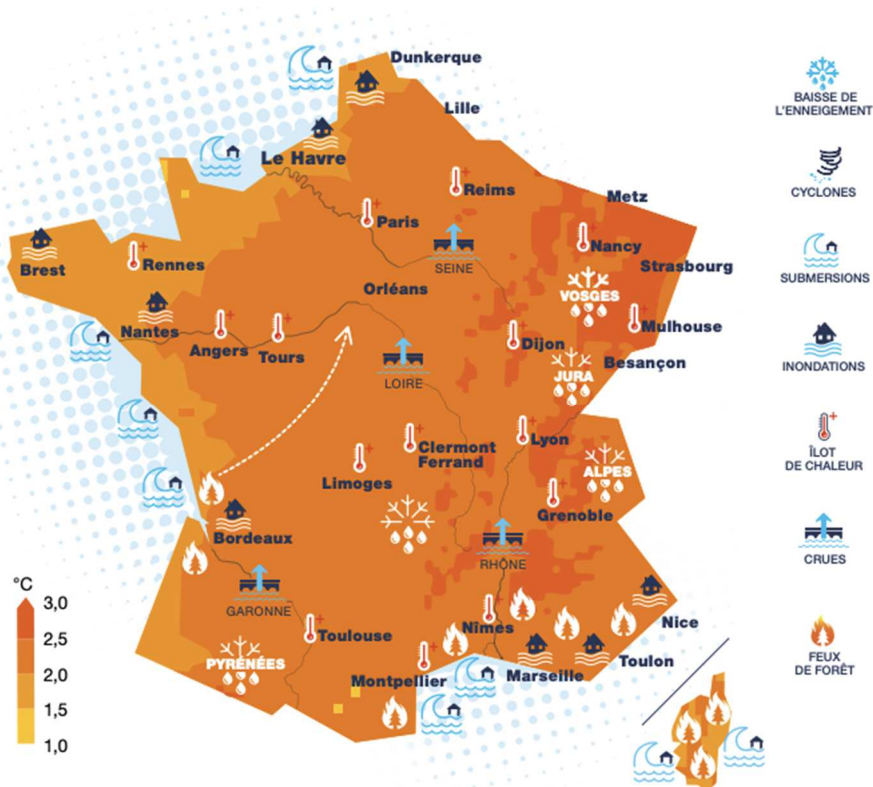 Dunkerque
Lille
Le Havre
Reims
Metz
Paris
Nancy
SEINE
Brest
Rennes
Strasbourg
Orléans
VOSGES
Nantes
Mulhouse
Angers
Tours
Dijon
Besançon
LOIRE
JURA
Lyon
Clermont
Ferrand
ALPES
Limoges
Grenoble
Bordeaux
RHÔNE
GARONNE
Nîmes
Nice
Toulouse
PYRÉNÉES
Toulon
Montpellier
Marseille
°C
3,0
2,5
2,0
1,5
1,0
BAISSE DE
L'ENNEIGEMENT
CYCLONES
SUBMERSIONS
INONDATIONS
ÎLOT
DE CHALEUR
CRUES
FEUX
DE FORÊT